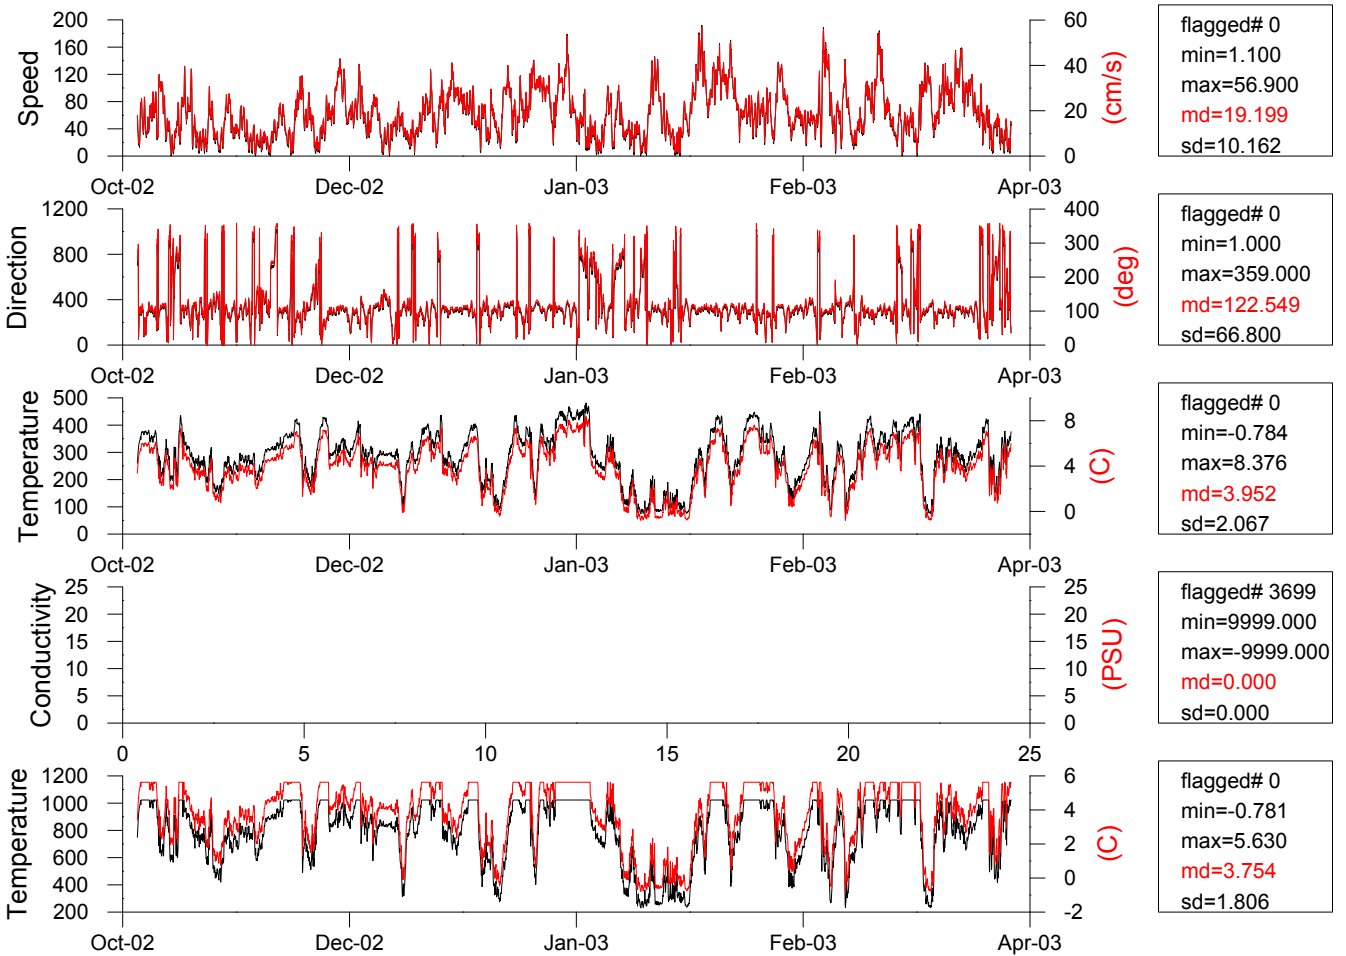 Speed
200
160
120
80
40
0
60
40
20
0
(cm/s)
Oct-02 Dec-02 Jan-03 Feb-03 Apr-03
flagged# 0
min=1.100
max=56.900
md=19.199
sd=10.162
Direction
1200
800
400
0
400
300
200
100
0
(deg)
Oct-02 Dec-02 Jan-03 Feb-03 Apr-03
flagged# 0
min=1.000
max=359.000
md=122.549
sd=66.800
Temperature
500
400
300
200
100
0
8
4
0
(C)
Oct-02 Dec-02 Jan-03 Feb-03 Apr-03
flagged# 0
min=-0.784
max=8.376
md=3.952
sd=2.067
Conductivity
25
20
15
10
5
0
25
20
15
10
5
0
(PSU)
0 5 10 15 20 25
flagged# 3699
min=9999.000
max=-9999.000
md=0.000
sd=0.000
Temperature
1200
1000
800
600
400
200
6
4
2
0
-2
(C)
Oct-02 Dec-02 Jan-03 Feb-03 Apr-03
flagged# 0
min=-0.781
max=5.630
md=3.754
sd=1.806